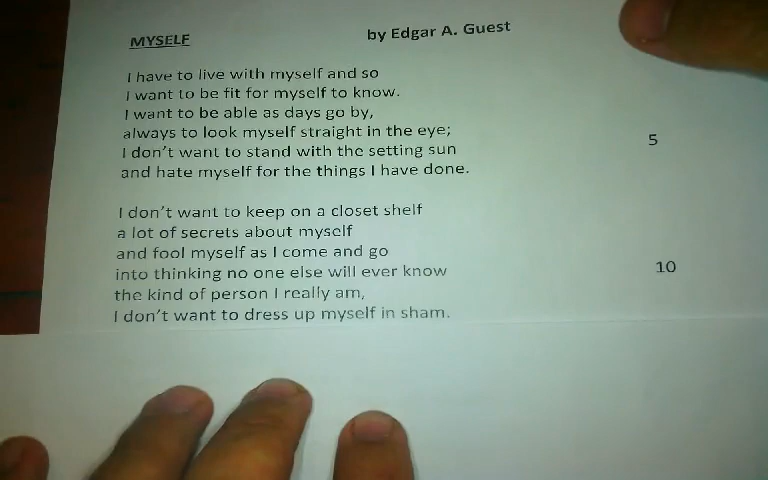 MYSELF by Edgar A. Guest
I have to live with myself and so
I want to be fit for myself to know.
I want to be able as days go by,
always to look myself straight in the eye;
I don't want to stand with the setting sun 5
and hate myself for the things I have done.
I don't want to keep on a closet shelf
a lot of secrets about myself
and fool myself as I come and go
into thinking no one else will ever know 10
the kind of person I really am,
I don't want to dress up myself in sham.